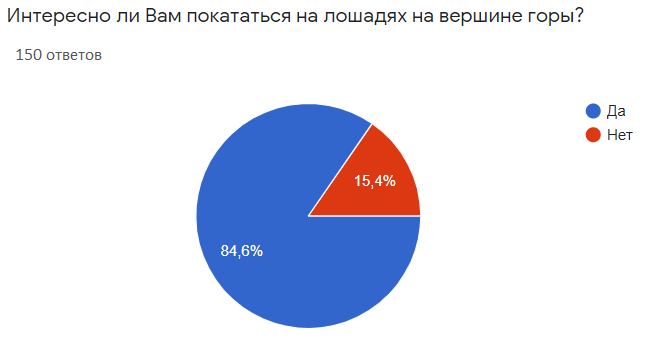 Интересно ли Вам покататься на лошадях на вершине горы?
150 ответов
Да
Нет
15,4%
84,6%